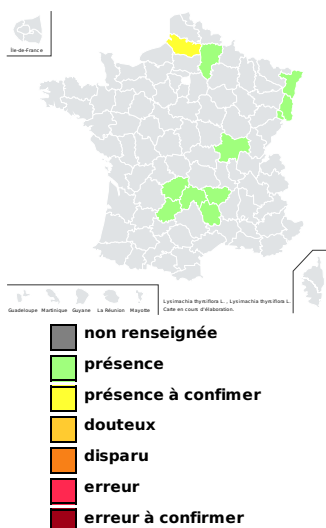 Île-de-France
Guadeloupe Martinique Guyane La Réunion Mayotte
Lysimachia thyrsiflora L. , Lysimachia thyrsiflora L.
Carte en cours d'élaboration.
non renseignée
présence
présence à confimer
douteux
disparu
erreur
erreur à confirmer